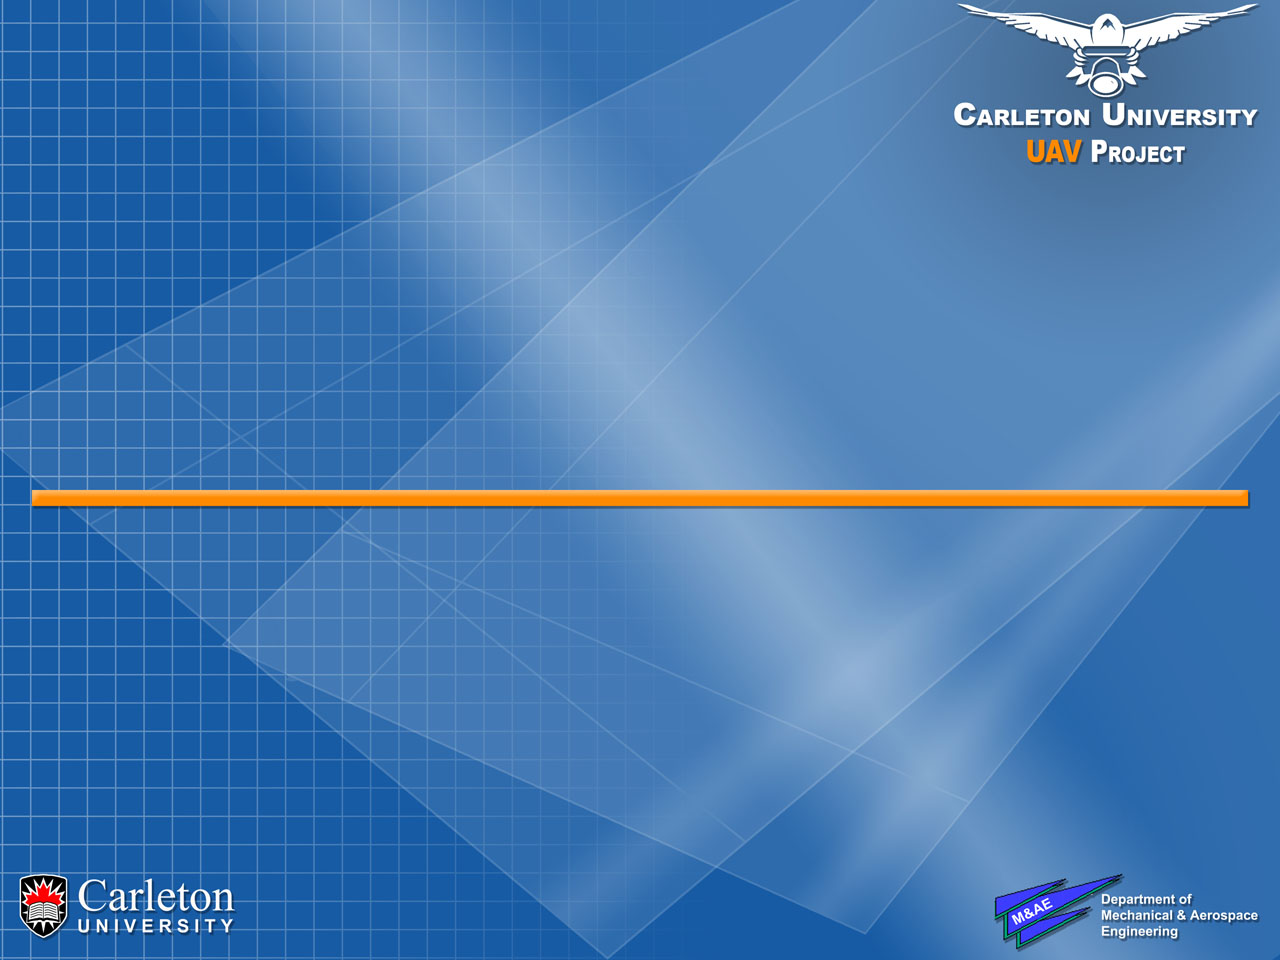 CARLETON UNIVERSITY
UAV PROJECT
Carleton
UNIVERSITY
M&AE
Department of
Mechanical & Aerospace
Engineering